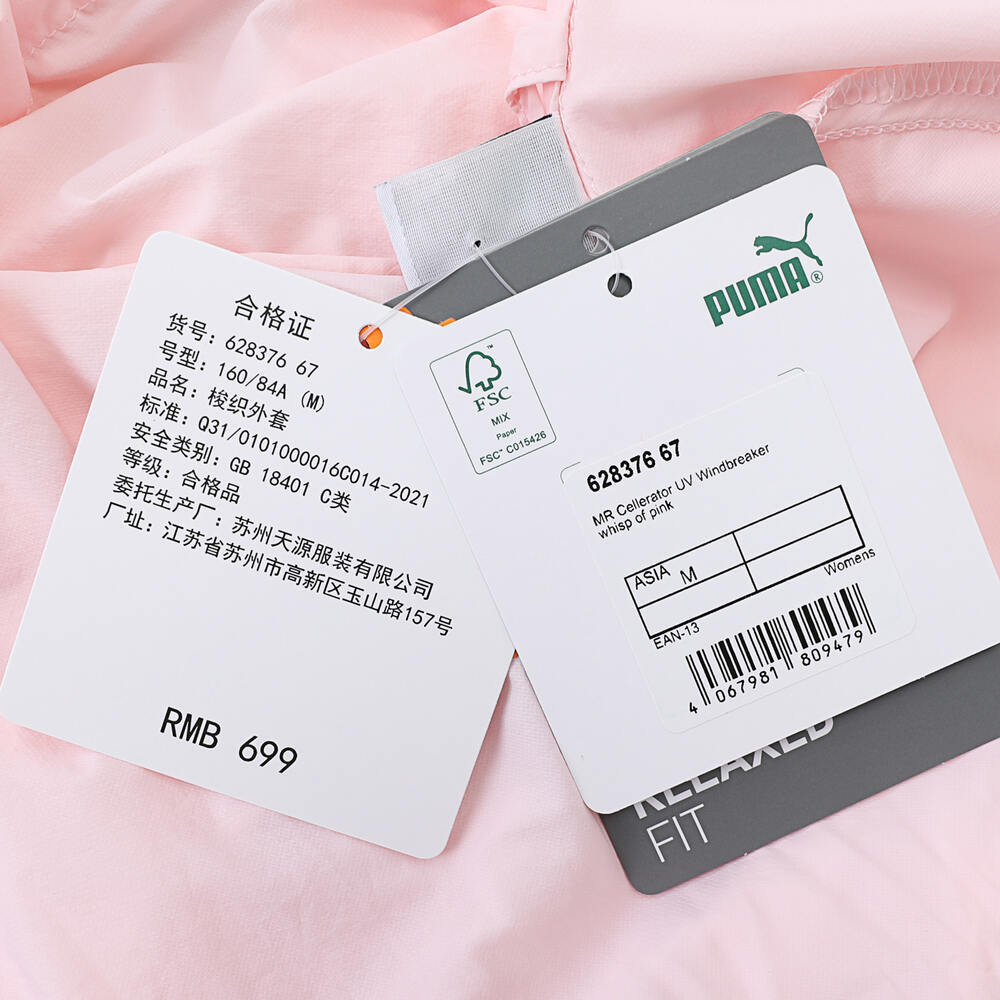 合格证
货号: 628376 67
号型: 160/84A (M)
品名: 梭织外套
标准: Q31/0101000016C014-2021
安全类别: GB 18401 C类
等级: 合格品
委托生产厂: 苏州天源服装有限公司
厂址: 江苏省苏州市高新区玉山路157号
RMB 699
PUMA®
FSC™
MIX
Paper
FSC™ C015426
628376 67
MR Cellerator UV Windbreaker
whisp of pink
ASIA M
Womens
EAN-13
4 067981 809479
RELAXED
FIT